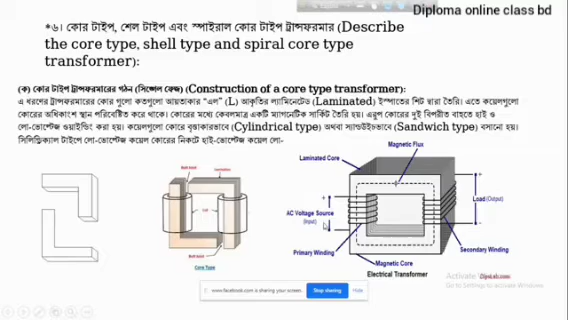 Diploma online class bd
*৬। কোর টাইপ, শেল টাইপ এবং স্পাইরাল কোর টাইপ ট্রান্সফরমার (Describe
the core type, shell type and spiral core type
transformer):
(ক) কোর টাইপ ট্রান্সফরমারের গঠন (সিঙ্গেল ফেজ) (Construction of a core type transformer):
এ ধরণের ট্রান্সফরমারের কোর গুলো কতগুলো আয়তাকার “এল” (L) আকৃতির ল্যামিনেটেড (Laminated) ইস্পাতের শিট দ্বারা তৈরি। এতে কয়েলগুলো
কোরের অধিকাংশ স্থান পরিবেষ্টিত করে থাকে। কোরের মধ্যে কেবলমাত্র একটি ম্যাগনেটিক সার্কিট তৈরি হয়। এরূপ কোরের দুই বিপরীত বাহুতে হাই ও
লো-ভোল্টেজ ওয়াইন্ডিং করা হয়। কয়েলগুলো কোরে বৃত্তাকারভাবে (Cylindrical type) অথবা স্যান্ডউইচভাবে (Sandwich type) বসানো হয়।
সিলিন্ড্রিক্যাল টাইপে লো-ভোল্টেজ কয়েল কোরের নিকটে হাই-ভোল্টেজ কয়েল লো-
Magnetic Flux
Laminated Core
AC Voltage Source
(Input)
Load (Output)
Primary Winding
Secondary Winding
Magnetic Core
Electrical Transformer
Core Type
www.facebook.com is sharing your screen.
Stop sharing
Hide
Go to Settings to activate Windows